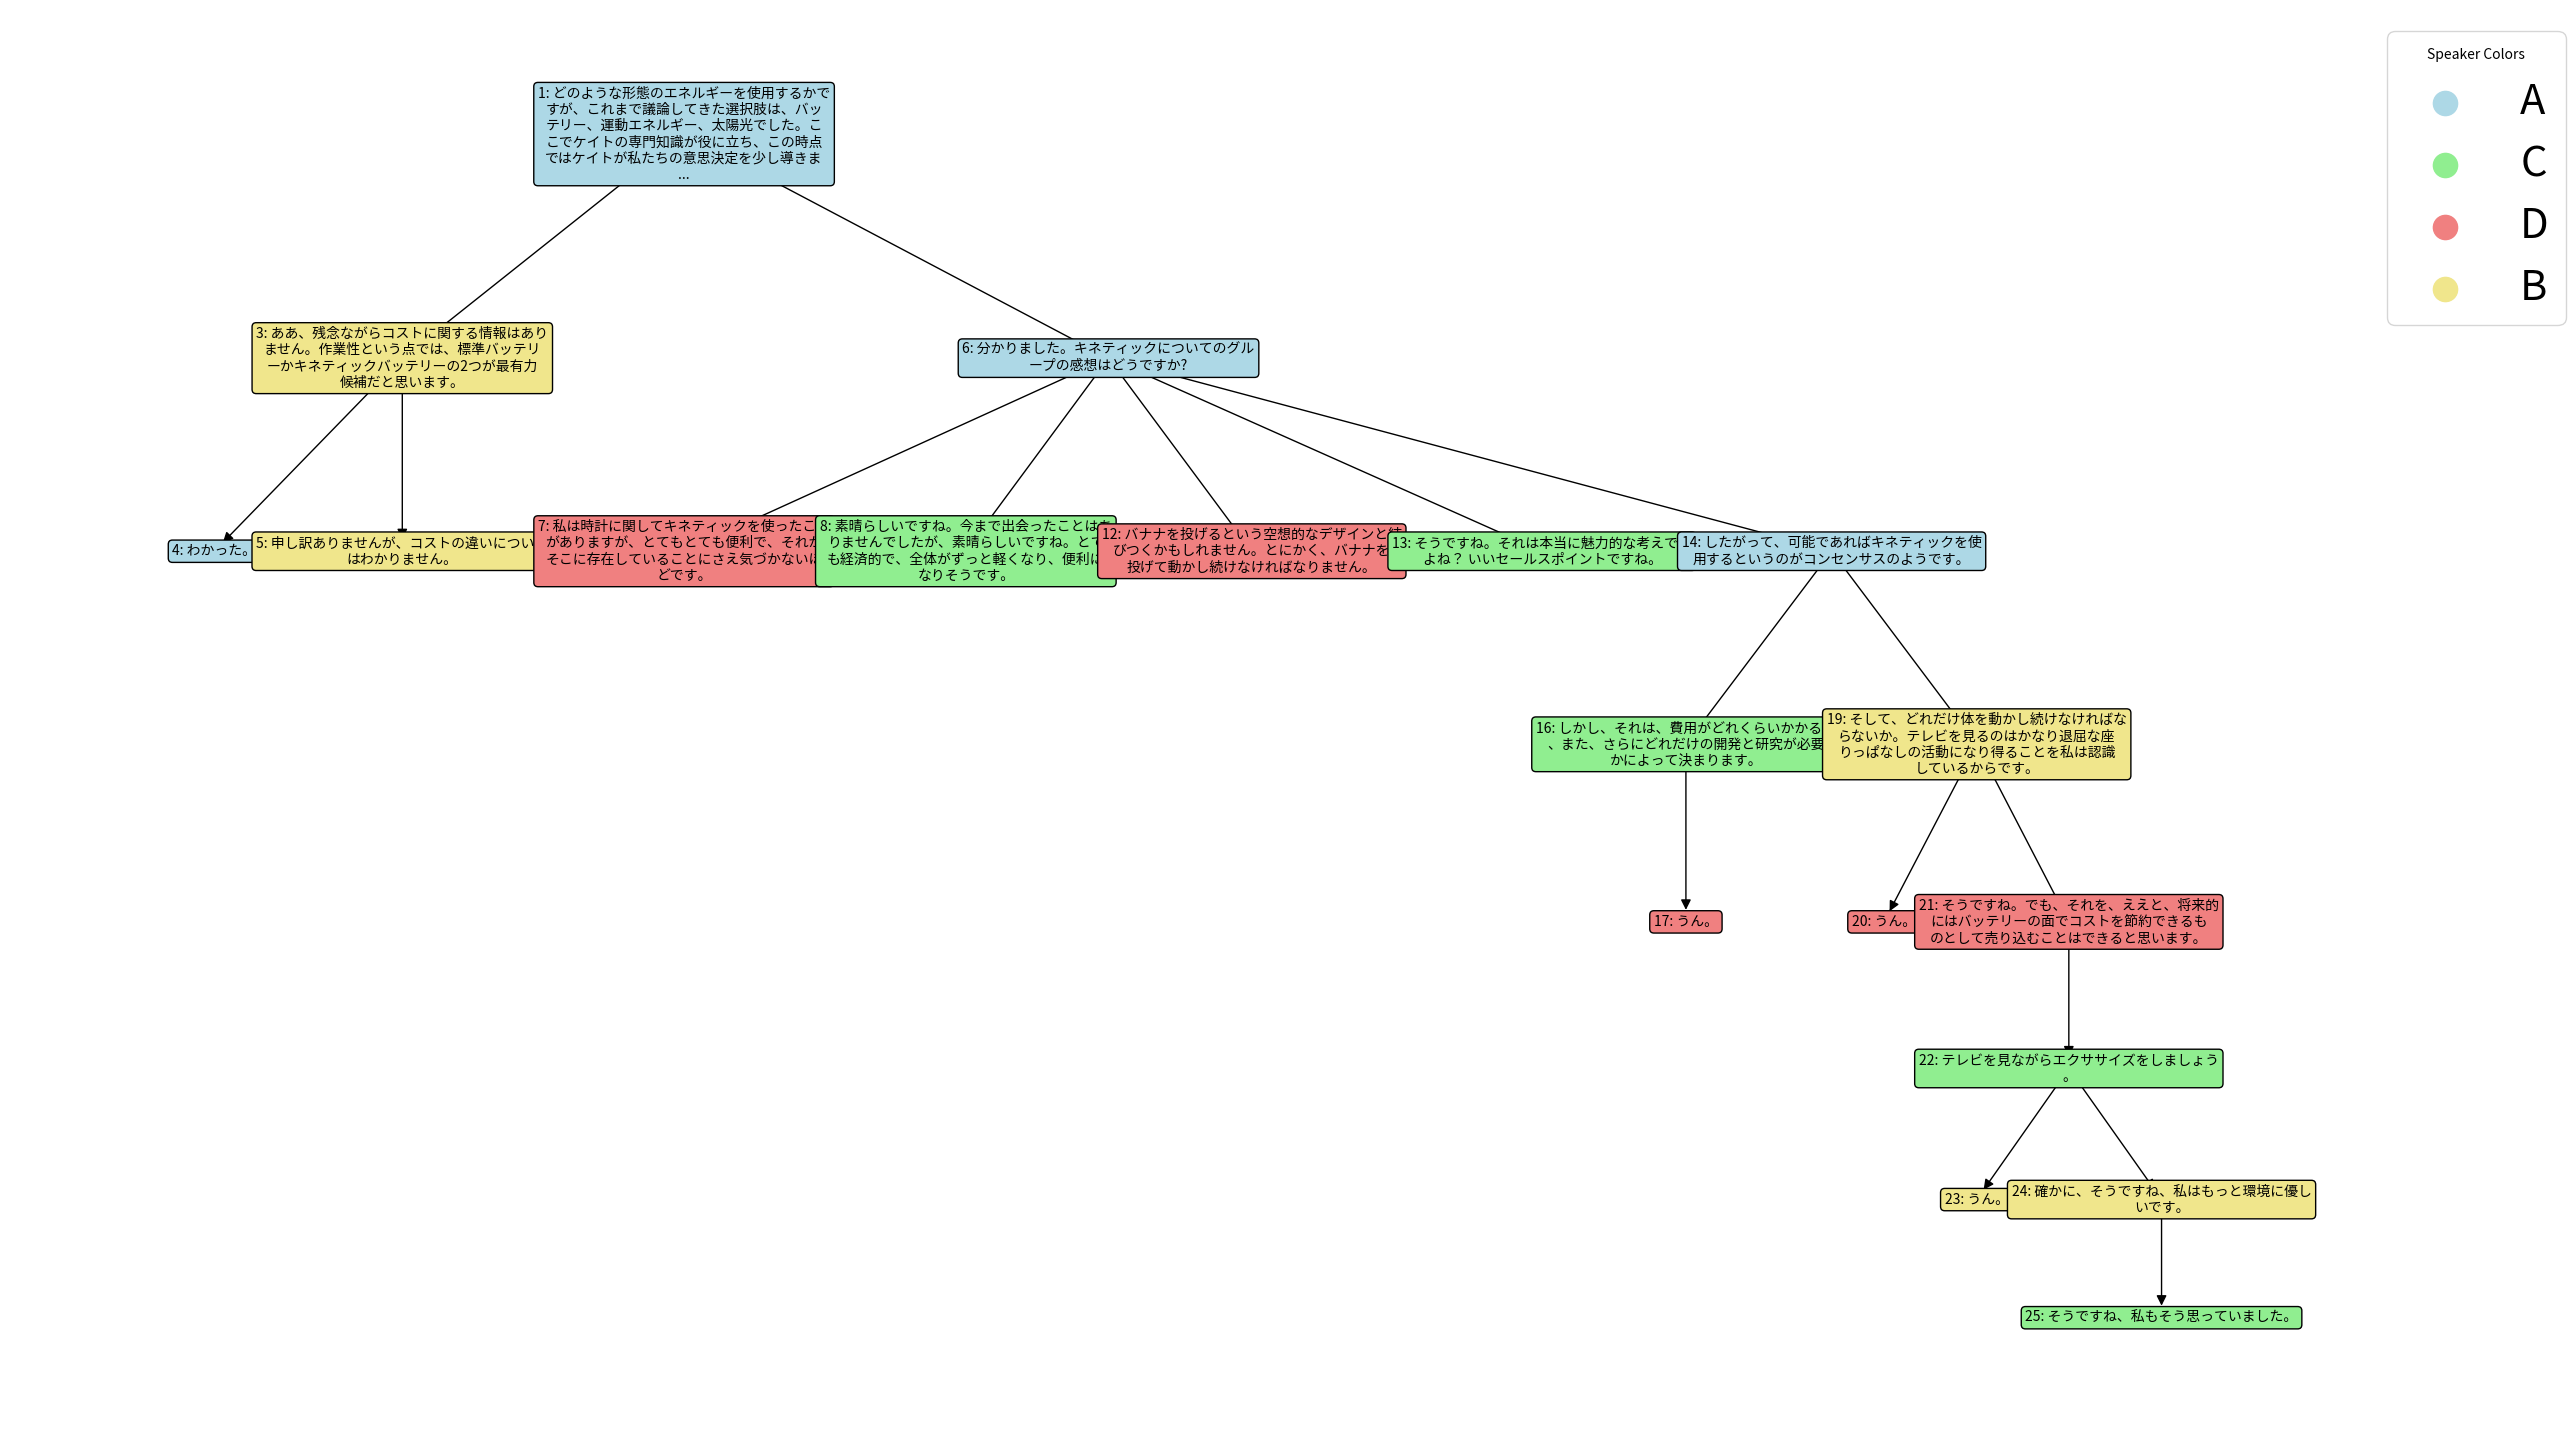 Speaker Colors
A
C
D
B
1: どのような形態のエネルギーを使用するかで
すが、これまで議論してきた選択肢は、バッ
テリー、運動エネルギー、太陽光でした。こ
こでケイトの専門知識が役に立ち、この時点
ではケイトが私たちの意思決定を少し導きま
...
3: ああ、残念ながらコストに関する情報はあり
ません。作業性という点では、標準バッテリ
ーかキネティックバッテリーの2つが最有力
候補だと思います。
6: 分かりました。キネティックについてのグル
ープの感想はどうですか?
4: わかった。
5: 申し訳ありませんが、コストの違いについ
はわかりません。
7: 私は時計に関してキネティックを使ったこ
がありますが、とてもとても便利で、それが
そこに存在していることにさえ気づかないほ
どです。
8: 素晴らしいですね。今まで出会ったことは
りませんでしたが、素晴らしいですね。とて
も経済的で、全体がずっと軽くなり、便利に
なりそうです。
12: バナナを投げるという空想的なデザインと結
びつくかもしれません。とにかく、バナナを
投げて動かし続けなければなりません。
13: そうですね。それは本当に魅力的な考えで
よね？ いいセールスポイントですね。
14: したがって、可能であればキネティックを使
用するというのがコンセンサスのようです。
16: しかし、それは、費用がどれくらいかかる
、また、さらにどれだけの開発と研究が必要
かによって決まります。
19: そして、どれだけ体を動かし続けなければな
らないか。テレビを見るのはかなり退屈な座
りっぱなしの活動になり得ることを私は認識
しているからです。
17: うん。
20: うん。
21: そうですね。でも、それを、ええと、将来的
にはバッテリーの面でコストを節約できるも
のとして売り込むことはできると思います。
22: テレビを見ながらエクササイズをしましょう
。
23: うん。
24: 確かに、そうですね、私はもっと環境に優し
いです。
25: そうですね、私もそう思っていました。